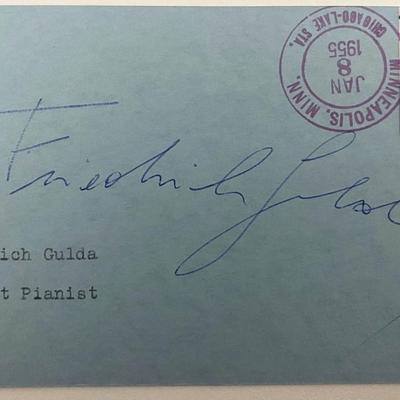 MINNEAPOLIS, MINN.
CHICAGO-LAKE STA.
JAN
8
1955
Friedrich Gulda
ich Gulda
t Pianist